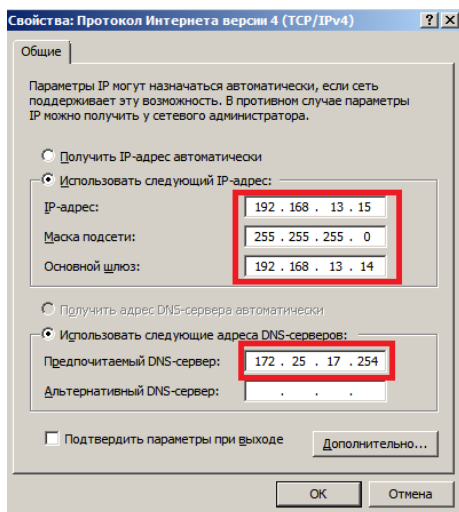 Свойства: Протокол Интернета версии 4 (TCP/IPv4)
Общие
Параметры IP могут назначаться автоматически, если сеть
поддерживает эту возможность. В противном случае параметры
IP можно получить у сетевого администратора.
Получить IP-адрес автоматически
Использовать следующий IP-адрес:
IP-адрес: 192 . 168 . 13 . 15
Маска подсети: 255 . 255 . 255 . 0
Основной шлюз: 192 . 168 . 13 . 14
Получить адрес DNS-сервера автоматически
Использовать следующие адреса DNS-серверов:
Предпочитаемый DNS-сервер: 172 . 25 . 17 . 254
Альтернативный DNS-сервер: . . .
Подтвердить параметры при выходе Дополнительно...
OK Отмена